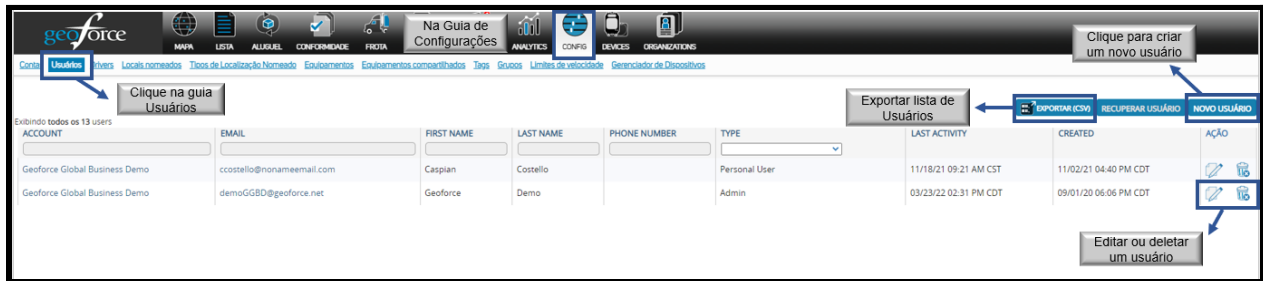 geoforce
MAPA LISTA ALUGUEL CONFORMIDADE FROTA ANALYTICS CONFIG DEVICES ORGANIZATIONS
Na Guia de
Configurações
Clique para criar
um novo usuário
Conta Usuários rivers Locais nomeados Tipos de Localização Nomeado Equipamentos Equipamentos compartilhados Tags Grupos Limites de velocidade Gerenciador de Dispositivos
Clique na guia
Usuários
Exportar lista de
Usuários
EXPORTAR (CSV) RECUPERAR USUÁRIO NOVO USUÁRIO
Exibindo todos os 13 users
ACCOUNT EMAIL FIRST NAME LAST NAME PHONE NUMBER TYPE LAST ACTIVITY CREATED AÇÃO
Geoforce Global Business Demo ccostello@nonameemail.com Caspian Costello Personal User 11/18/21 09:21 AM CST 11/02/21 04:40 PM CDT
Geoforce Global Business Demo demoGGBD@geoforce.net Geoforce Demo Admin 03/23/22 02:31 PM CDT 09/01/20 06:06 PM CDT
Editar ou deletar
um usuário